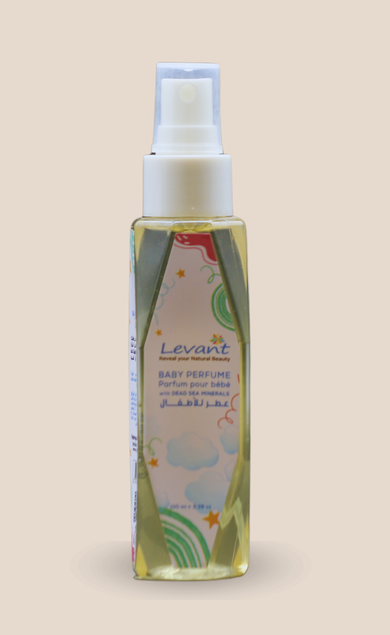 Levant
Reveal your Natural Beauty
BABY PERFUME
Parfum pour bébé
with DEAD SEA MINERALS
عطر للأطفال